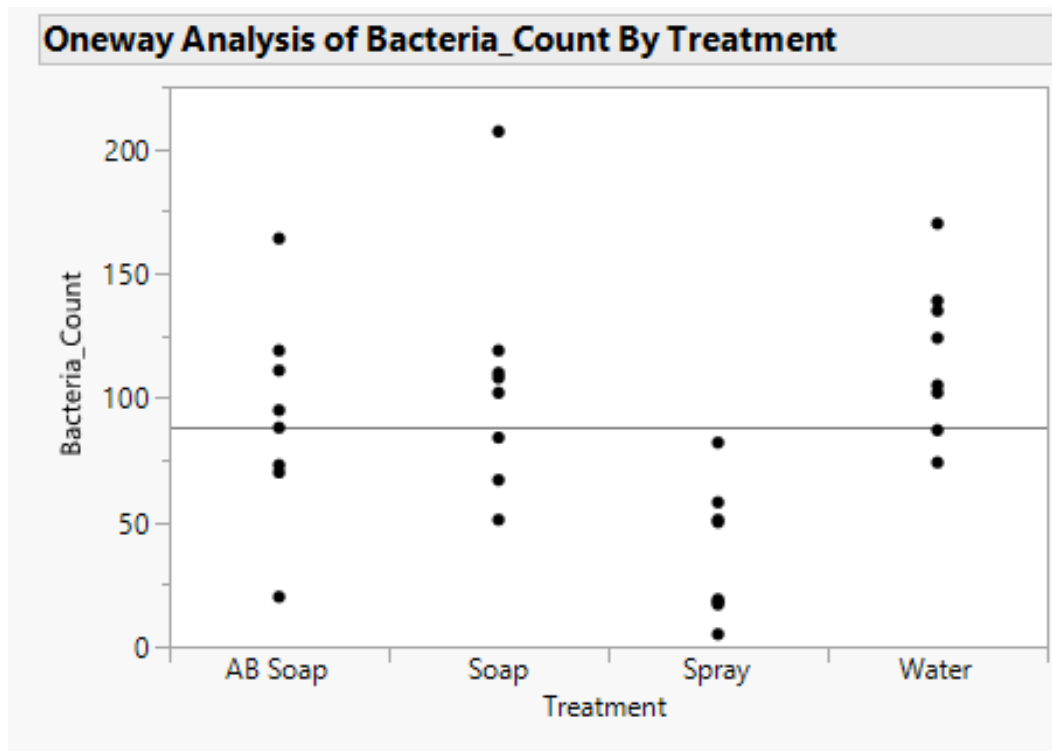 Oneway Analysis of Bacteria_Count By Treatment
200
150
100
50
0
Bacteria_Count
AB Soap Soap Spray Water
Treatment